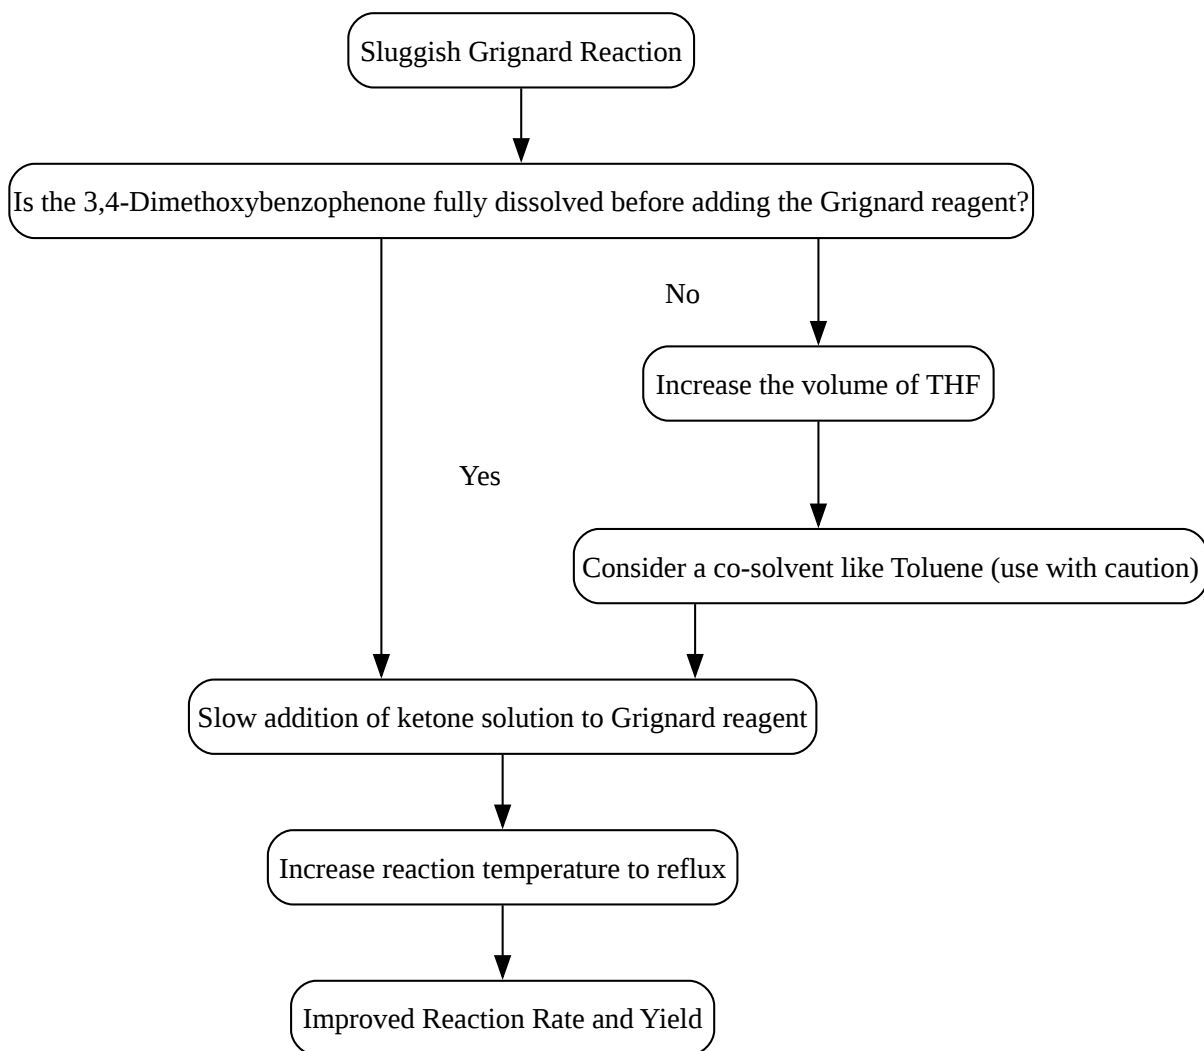 Sluggish Grignard Reaction
Is the 3,4-Dimethoxybenzophenone fully dissolved before adding the Grignard reagent?
No
Increase the volume of THF
Yes
Consider a co-solvent like Toluene (use with caution)
Slow addition of ketone solution to Grignard reagent
Increase reaction temperature to reflux
Improved Reaction Rate and Yield